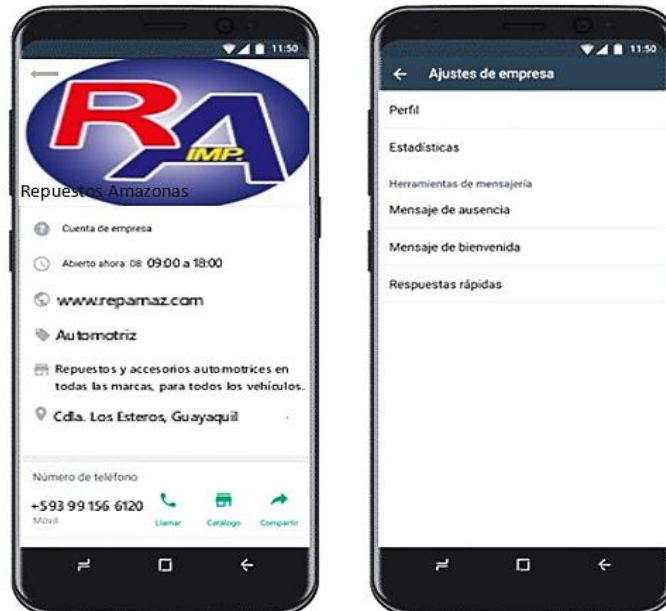 11:50
RA
IMP.
Repuestos Amazonas
Cuenta de empresa
Abierto ahora: 08: 09:00 a 18:00
www.repamaz.com
Automotriz
Repuestos y accesorios automotrices en
todas las marcas, para todos los vehículos.
Cdla. Los Esteros, Guayaquil
Número de teléfono
+593 99 156 6120
Móvil
Llamar
Catálogo
Compartir
11:50
Ajustes de empresa
Perfil
Estadísticas
Herramientas de mensajería
Mensaje de ausencia
Mensaje de bienvenida
Respuestas rápidas